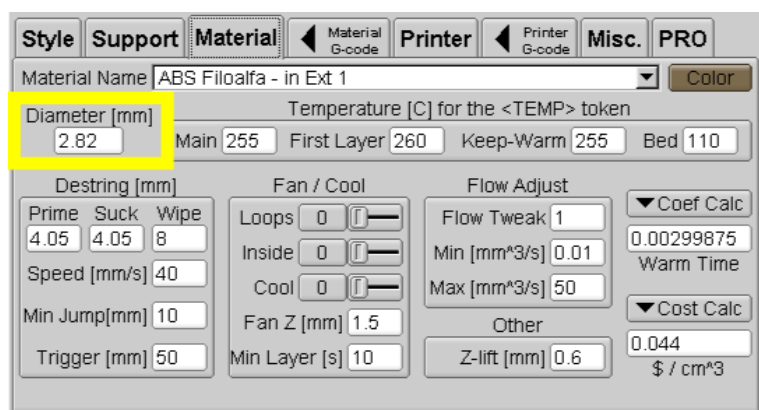 Style Support Material Material G-code Printer Printer G-code Misc. PRO
Material Name ABS Filoalfa - in Ext 1 Color
Diameter [mm] Temperature [C] for the <TEMP> token
2.82 Main 255 First Layer 260 Keep-Warm 255 Bed 110
Destring [mm] Fan / Cool Flow Adjust
Prime Suck Wipe Loops 0 Flow Tweak 1 Coef Calc
4.05 4.05 8 Inside 0 Min [mm^3/s] 0.01 0.00299875
Warm Time
Speed [mm/s] 40 Cool 0 Max [mm^3/s] 50
Min Jump[mm] 10 Fan Z [mm] 1.5 Other Cost Calc
Trigger [mm] 50 Min Layer [s] 10 Z-lift [mm] 0.6 0.044
$ / cm^3